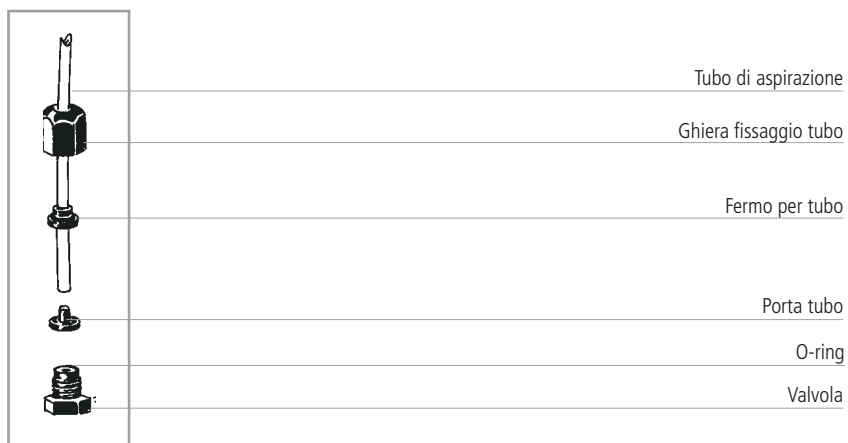 Tubo di aspirazione
Ghiera fissaggio tubo
Fermo per tubo
Porta tubo
O-ring
Valvola